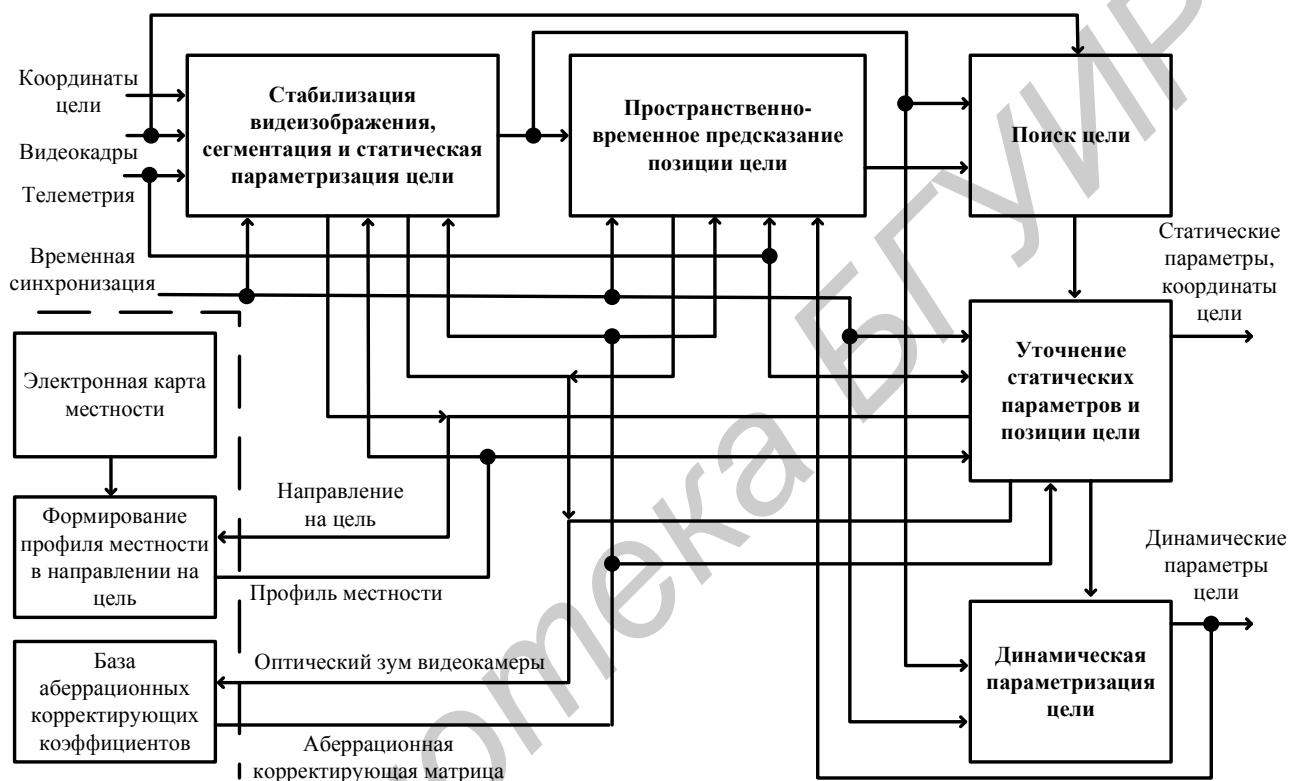 Координаты
цели
Видеокадры
Телеметрия
Временная
синхронизация
Стабилизация
видеизображения,
сегментация и статическая
параметризация цели
Пространственно-
временное предсказание
позиции цели
Поиск цели
Статические
параметры,
координаты
цели
Уточнение
статических
параметров и
позиции цели
Электронная карта
местности
Формирование
профиля местности
в направлении на
цель
Направление
на цель
Профиль местности
Динамические
параметры
цели
База
аберрационных
корректирующих
коэффициентов
Оптический зум видеокамеры
Аберрационная
корректирующая матрица
Динамическая
параметризация
цели
отека БГУИР